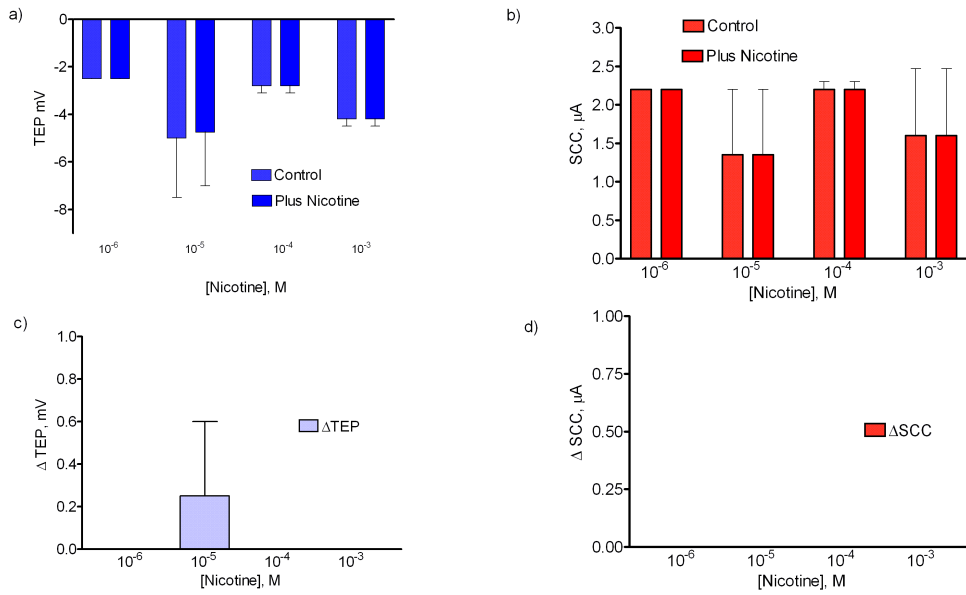 a)
0
-2
-4
-6
-8
TEP mV
Control
Plus Nicotine
10⁻⁶ 10⁻⁵ 10⁻⁴ 10⁻³
[Nicotine], M
b)
Control
Plus Nicotine
3.0
2.5
2.0
1.5
1.0
0.5
0.0
SCC, µA
10⁻⁶ 10⁻⁵ 10⁻⁴ 10⁻³
[Nicotine], M
c)
1.0
0.8
0.6
0.4
0.2
0.0
Δ TEP, mV
ΔTEP
10⁻⁶ 10⁻⁵ 10⁻⁴ 10⁻³
[Nicotine], M
d)
1.00
0.75
0.50
0.25
0.00
Δ SCC, µA
ΔSCC
10⁻⁶ 10⁻⁵ 10⁻⁴ 10⁻³
[Nicotine], M